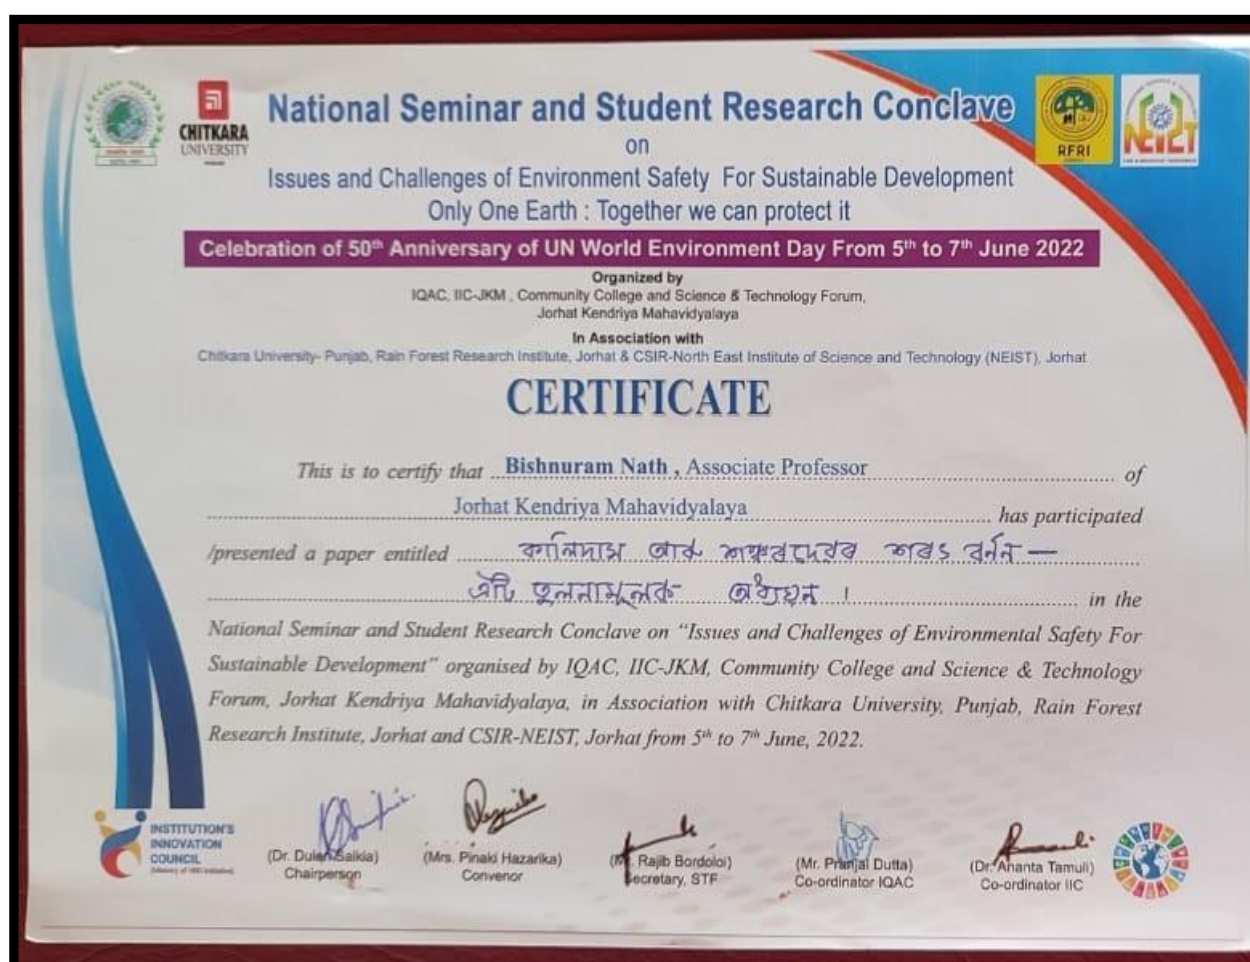 CHITKARA
UNIVERSITY
National Seminar and Student Research Conclave
on
Issues and Challenges of Environment Safety For Sustainable Development
Only One Earth : Together we can protect it
RFRI
Celebration of 50th Anniversary of UN World Environment Day From 5th to 7th June 2022
Organized by
IQAC, IIC-JKM , Community College and Science & Technology Forum,
Jorhat Kendriya Mahavidyalaya
In Association with
Chitkara University- Punjab, Rain Forest Research Institute, Jorhat & CSIR-North East Institute of Science and Technology (NEIST), Jorhat
CERTIFICATE
This is to certify that Bishnuram Nath , Associate Professor of
Jorhat Kendriya Mahavidyalaya has participated
/presented a paper entitled কালিদাস আৰু শঙ্কৰদেৱৰ শৰৎ বৰ্নন —
এটি তুলনামূলক অধ্যয়ন । in the
National Seminar and Student Research Conclave on "Issues and Challenges of Environmental Safety For
Sustainable Development" organised by IQAC, IIC-JKM, Community College and Science & Technology
Forum, Jorhat Kendriya Mahavidyalaya, in Association with Chitkara University, Punjab, Rain Forest
Research Institute, Jorhat and CSIR-NEIST, Jorhat from 5th to 7th June, 2022.
INSTITUTION'S
INNOVATION
COUNCIL
(Dr. Dulen Saikia)
Chairperson
(Mrs. Pinaki Hazarika)
Convenor
(Mr. Rajib Bordoloi)
Secretary, STF
(Mr. Pranjal Dutta)
Co-ordinator IQAC
(Dr. Ananta Tamuli)
Co-ordinator IIC